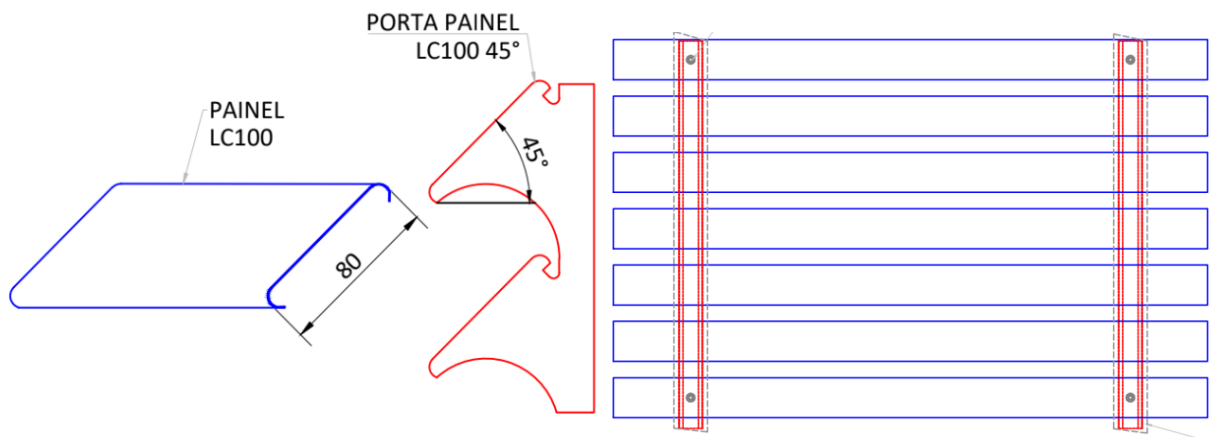 PORTA PAINEL
LC100 45°
PAINEL
LC100
45°
80